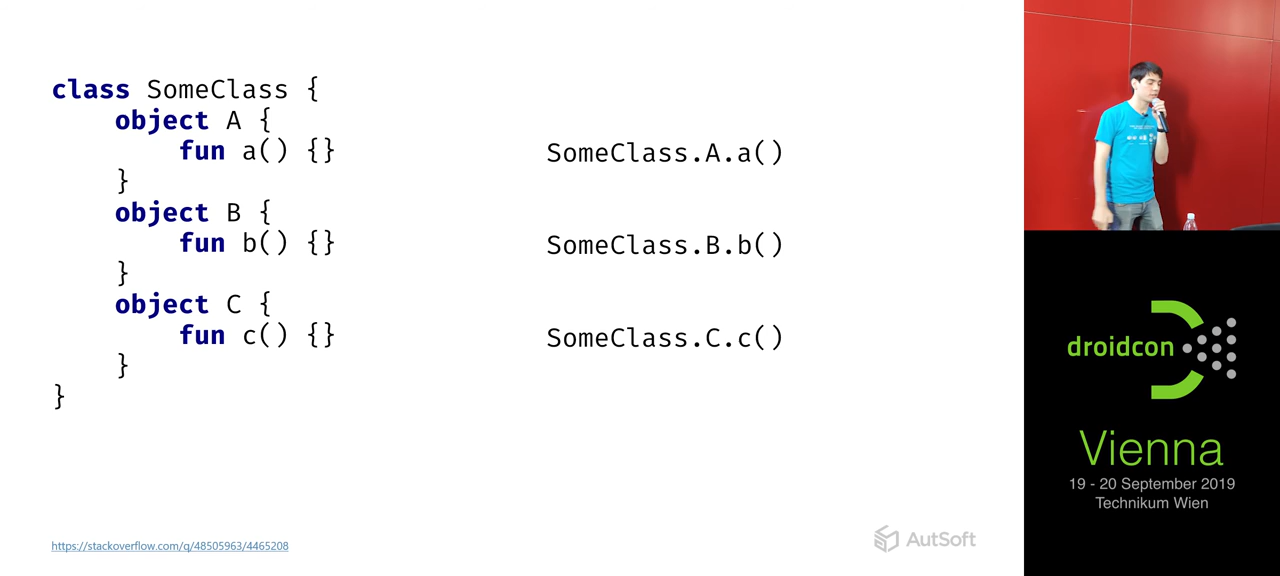 class SomeClass {
object A {
fun a() {}
}
object B {
fun b() {}
}
object C {
fun c() {}
}
}
SomeClass.A.a()
SomeClass.B.b()
SomeClass.C.c()
https://stackoverflow.com/q/48505963/4465208
AutSoft
droidcon
Vienna
19 - 20 September 2019
Technikum Wien